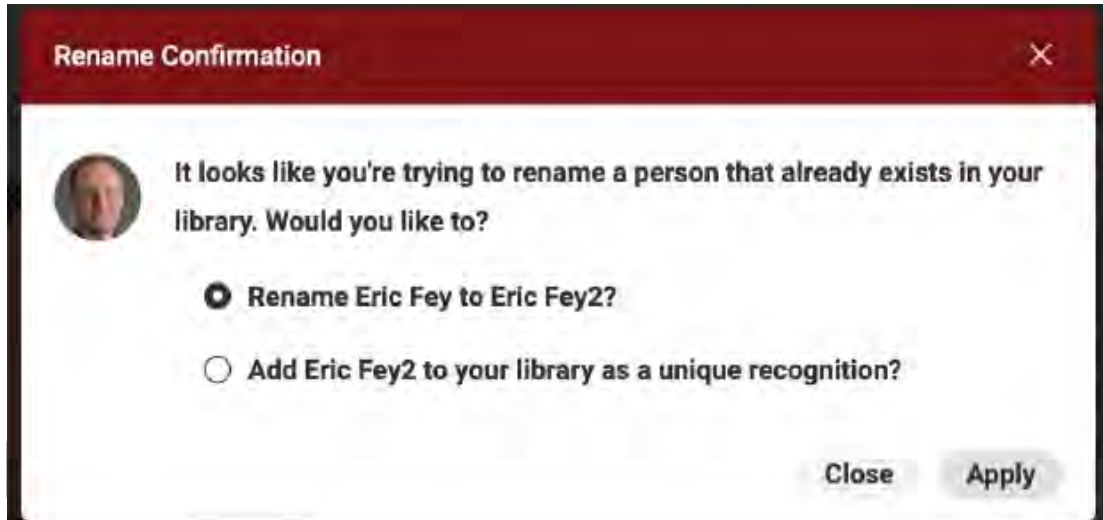 Rename Confirmation
It looks like you're trying to rename a person that already exists in your
library. Would you like to?
Rename Eric Fey to Eric Fey2?
Add Eric Fey2 to your library as a unique recognition?
Close Apply